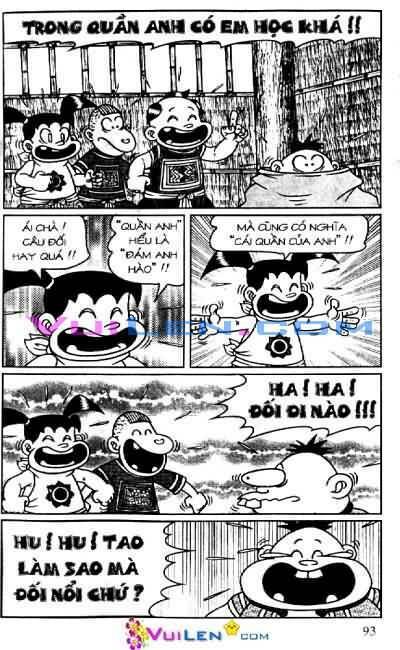 TRONG QUẦN ANH CÓ EM HỌC KHÁ !!
ÁI CHÀ !
CÂU ĐỐI
HAY QUÁ !!
"QUẦN ANH"
HIỂU LÀ
"ĐÁM ANH
HÀO" !!
MÀ CŨNG CÓ NGHĨA
"CÁI QUẦN CỦA ANH" !!
VUILEN.COM
HA ! HA !
ĐỐI ĐI NÀO !!!
HU ! HU ! TAO
LÀM SAO MÀ
ĐỐI NỔI CHỨ ?
93
VUILEN.COM